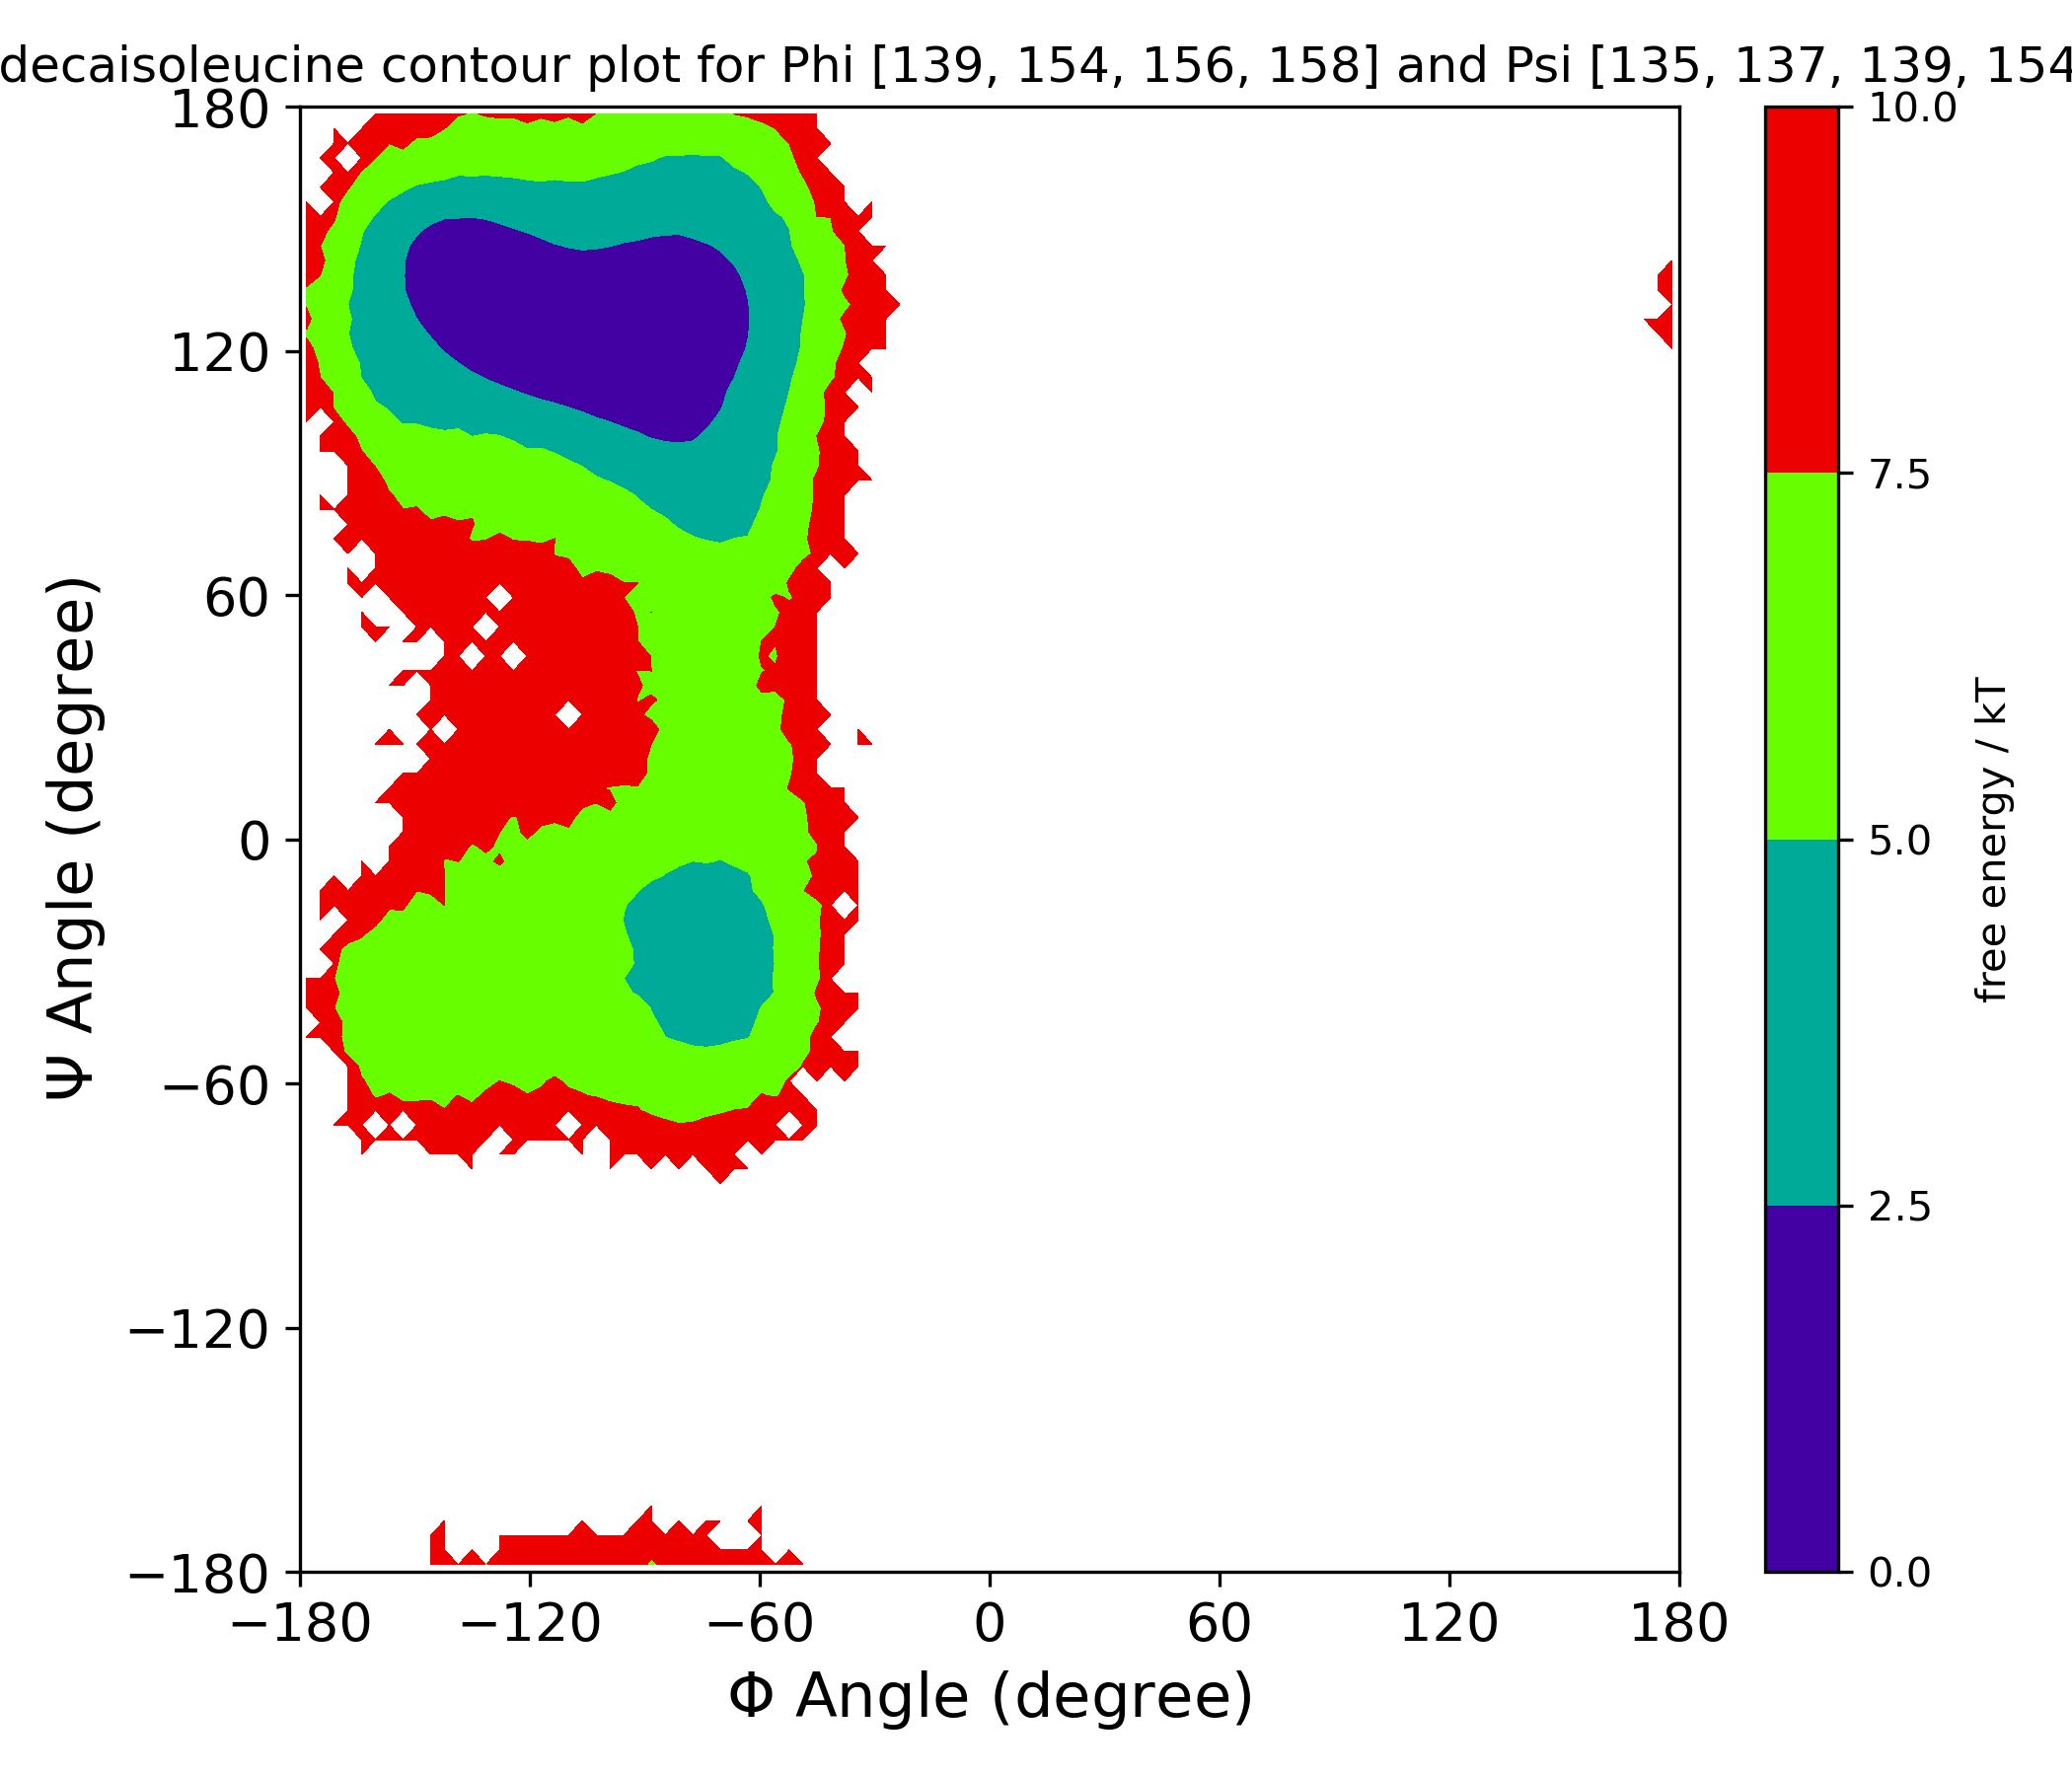 decaisoleucine contour plot for Phi [139, 154, 156, 158] and Psi [135, 137, 139, 154
Ψ Angle (degree)
180
120
60
0
−60
−120
−180
−180 −120 −60 0 60 120 180
Φ Angle (degree)
10.0
7.5
5.0
2.5
0.0
free energy / kT